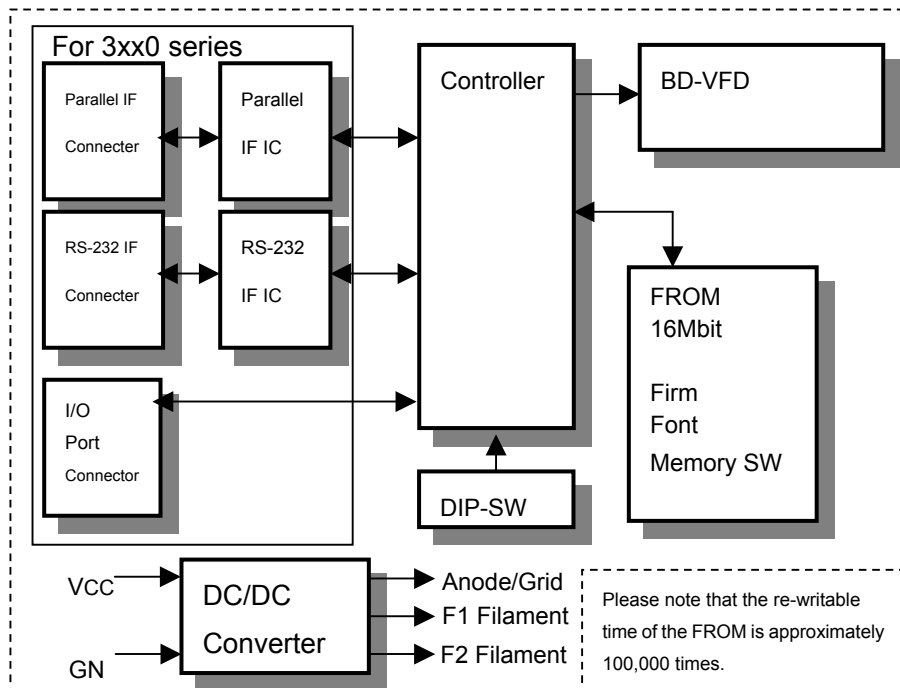 For 3xx0 series
Parallel IF
Connecter
Parallel
IF IC
RS-232 IF
Connecter
RS-232
IF IC
I/O
Port
Connector
Controller
BD-VFD
FROM
16Mbit
Firm
Font
Memory SW
DIP-SW
VCC
GN
DC/DC
Converter
Anode/Grid
F1 Filament
F2 Filament
Please note that the re-writable
time of the FROM is approximately
100,000 times.